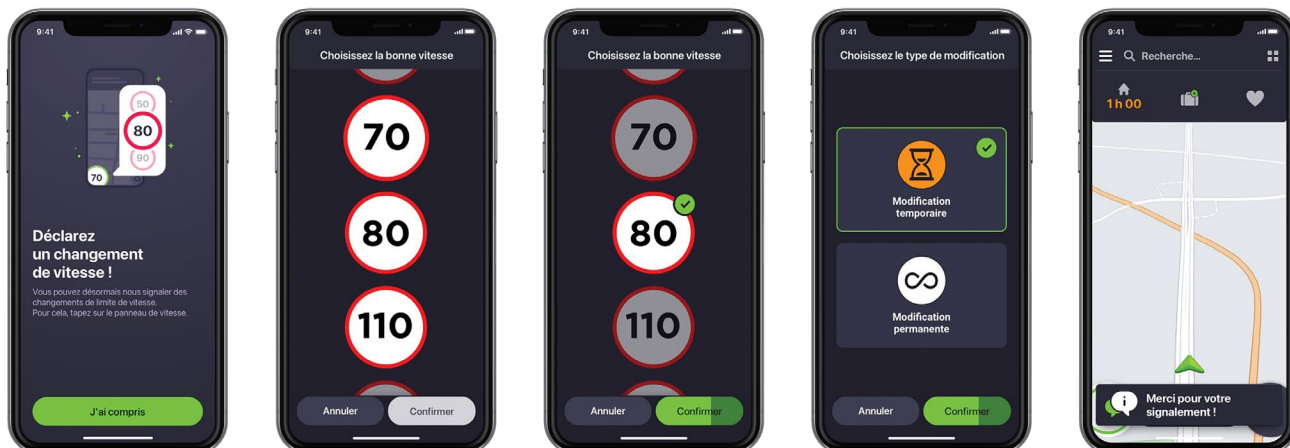 9:41
50
80
90
70
Déclarez
un changement
de vitesse !
Vous pouvez désormais nous signaler des
changements de limite de vitesse.
Pour cela, tapez sur le panneau de vitesse.
J'ai compris
9:41
Choisissez la bonne vitesse
70
80
110
Annuler
Confirmer
9:41
Choisissez la bonne vitesse
70
80
110
Annuler
Confirmer
9:41
Choisissez le type de modification
Modification
temporaire
Modification
permanente
Annuler
Confirmer
9:41
Recherche...
1 h 00
Merci pour votre
signalement !